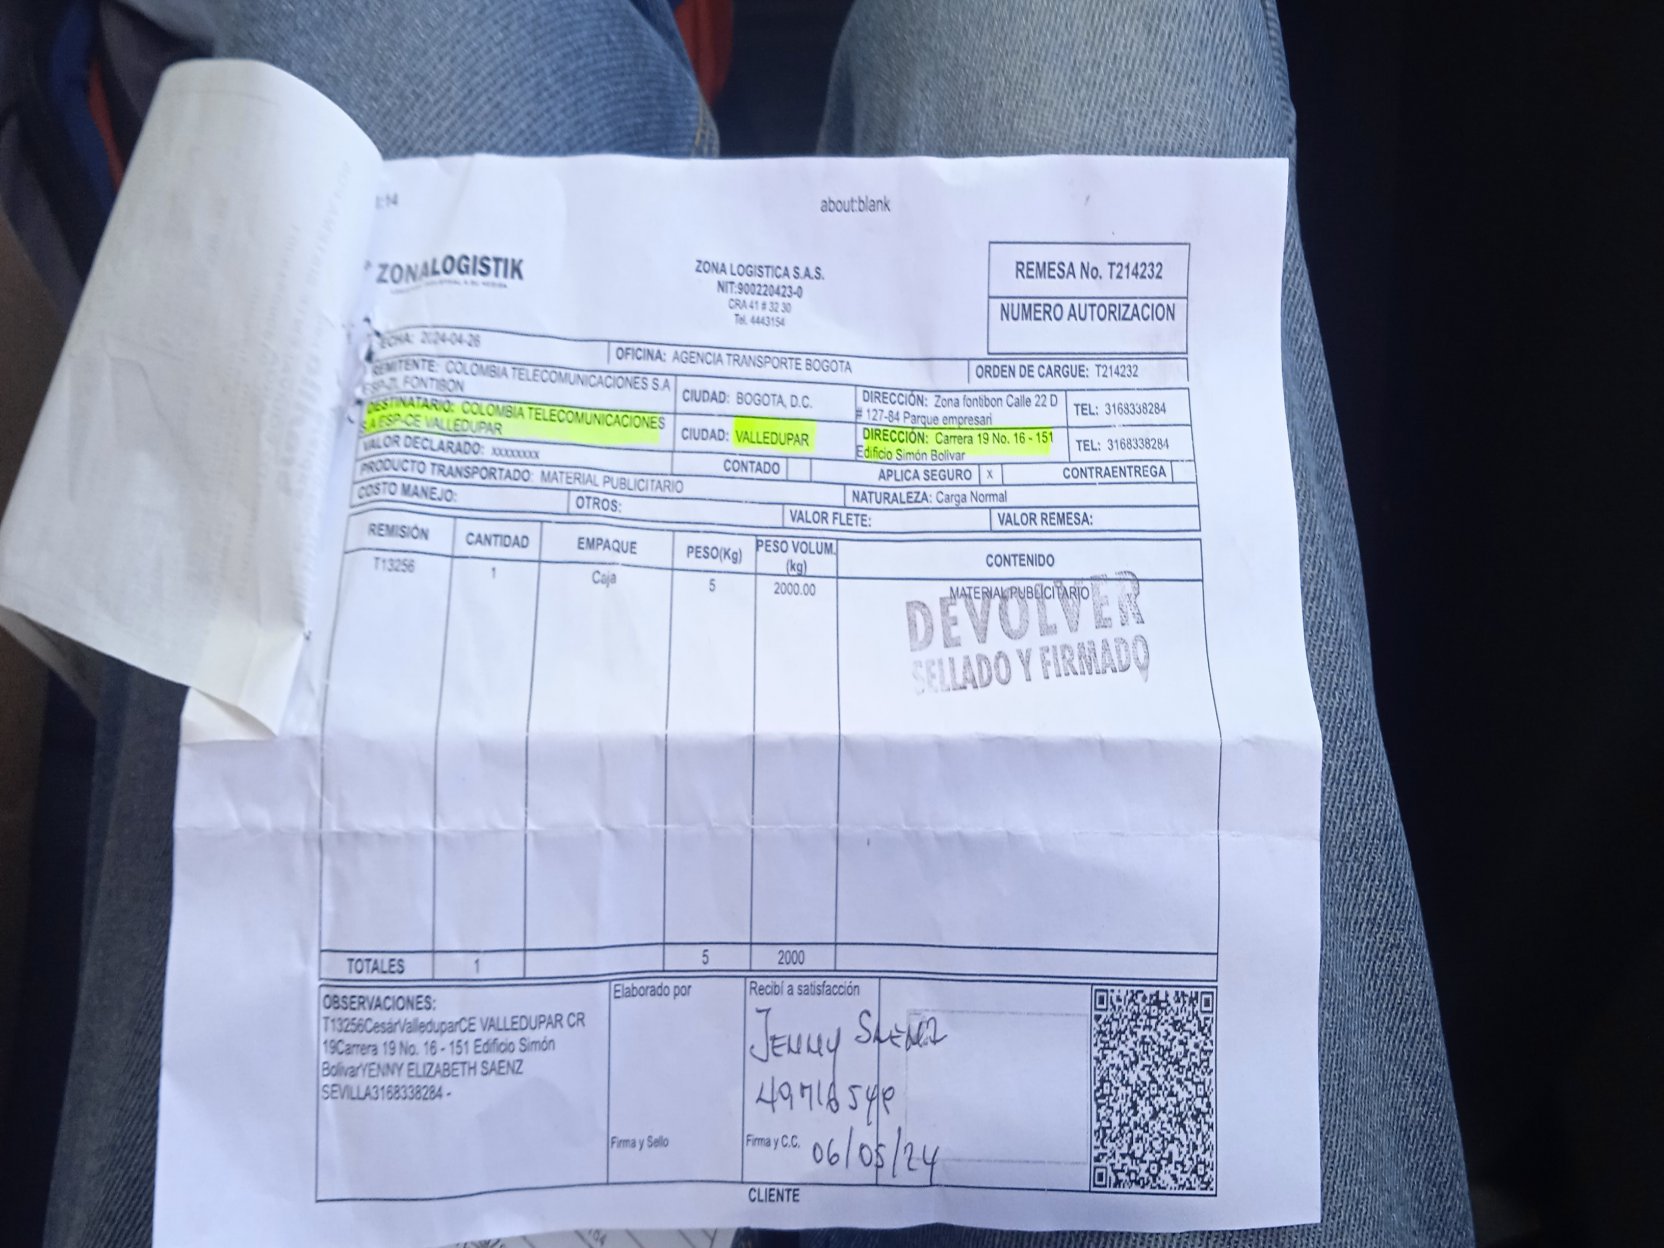 about:blank
ZONALOGISTIK
ZONA LOGISTICA S.A.S.
NIT:900220423-0
CRA 41 # 32 30
Tel. 4443154
REMESA No. T214232
NUMERO AUTORIZACION
FECHA: 2024-04-26
OFICINA: AGENCIA TRANSPORTE BOGOTA
ORDEN DE CARGUE: T214232
REMITENTE: COLOMBIA TELECOMUNICACIONES S.A
FONTIBON
CIUDAD: BOGOTA, D.C.
DIRECCIÓN: Zona fontibon Calle 22 D
# 127-84 Parque empresari
TEL: 3168338284
DESTINATARIO: COLOMBIA TELECOMUNICACIONES
S.A ESP-CE VALLEDUPAR
CIUDAD: VALLEDUPAR
DIRECCIÓN: Carrera 19 No. 16 - 151
Edificio Simón Bolivar
TEL: 3168338284
VALOR DECLARADO: xxxxxxxx
CONTADO
APLICA SEGURO x
CONTRAENTREGA
PRODUCTO TRANSPORTADO: MATERIAL PUBLICITARIO
NATURALEZA: Carga Normal
COSTO MANEJO:
OTROS:
VALOR FLETE:
VALOR REMESA:
REMISIÓN CANTIDAD EMPAQUE PESO(Kg) PESO VOLUM. CONTENIDO
(kg)
T13256 1 Caja 5 2000.00 MATERIAL PUBLICITARIO
DEVOLVER
SELLADO Y FIRMADO
TOTALES 1 5 2000
OBSERVACIONES:
T13256CesárValleduparCE VALLEDUPAR CR
19Carrera 19 No. 16 - 151 Edificio Simón
BolivarYENNY ELIZABETH SAENZ
SEVILLA3168338284 -
Elaborado por
Firma y Sello
Recibí a satisfacción
JENNY SAENZ
Firma y C.C. 06/05/24
CLIENTE